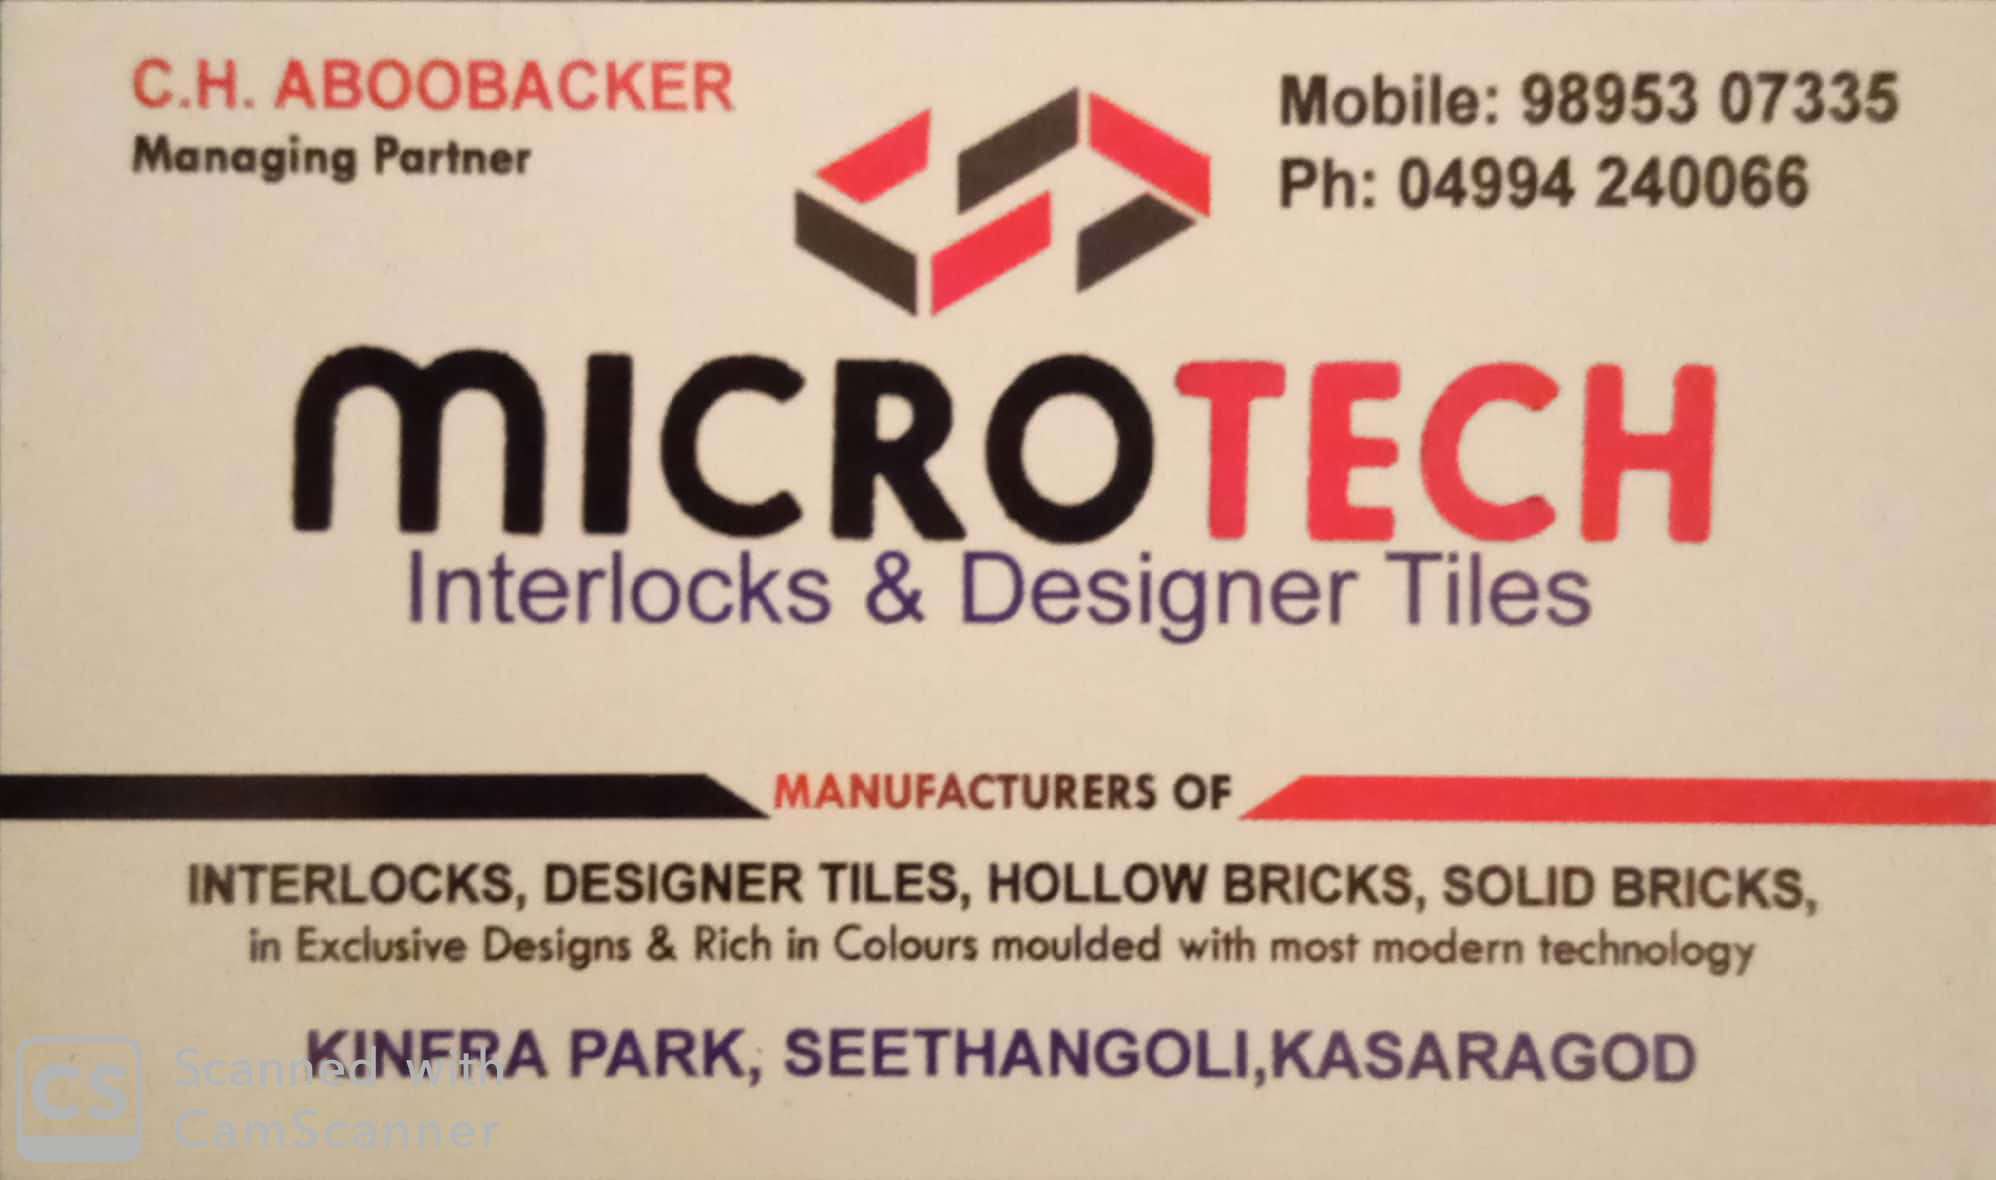 C.H. ABOOBACKER
Managing Partner
Mobile: 98953 07335
Ph: 04994 240066
MICROTECH
Interlocks & Designer Tiles
MANUFACTURERS OF
INTERLOCKS, DESIGNER TILES, HOLLOW BRICKS, SOLID BRICKS,
in Exclusive Designs & Rich in Colours moulded with most modern technology
KINFRA PARK, SEETHANGOLI,KASARAGOD
CS
Scanned with
CamScanner